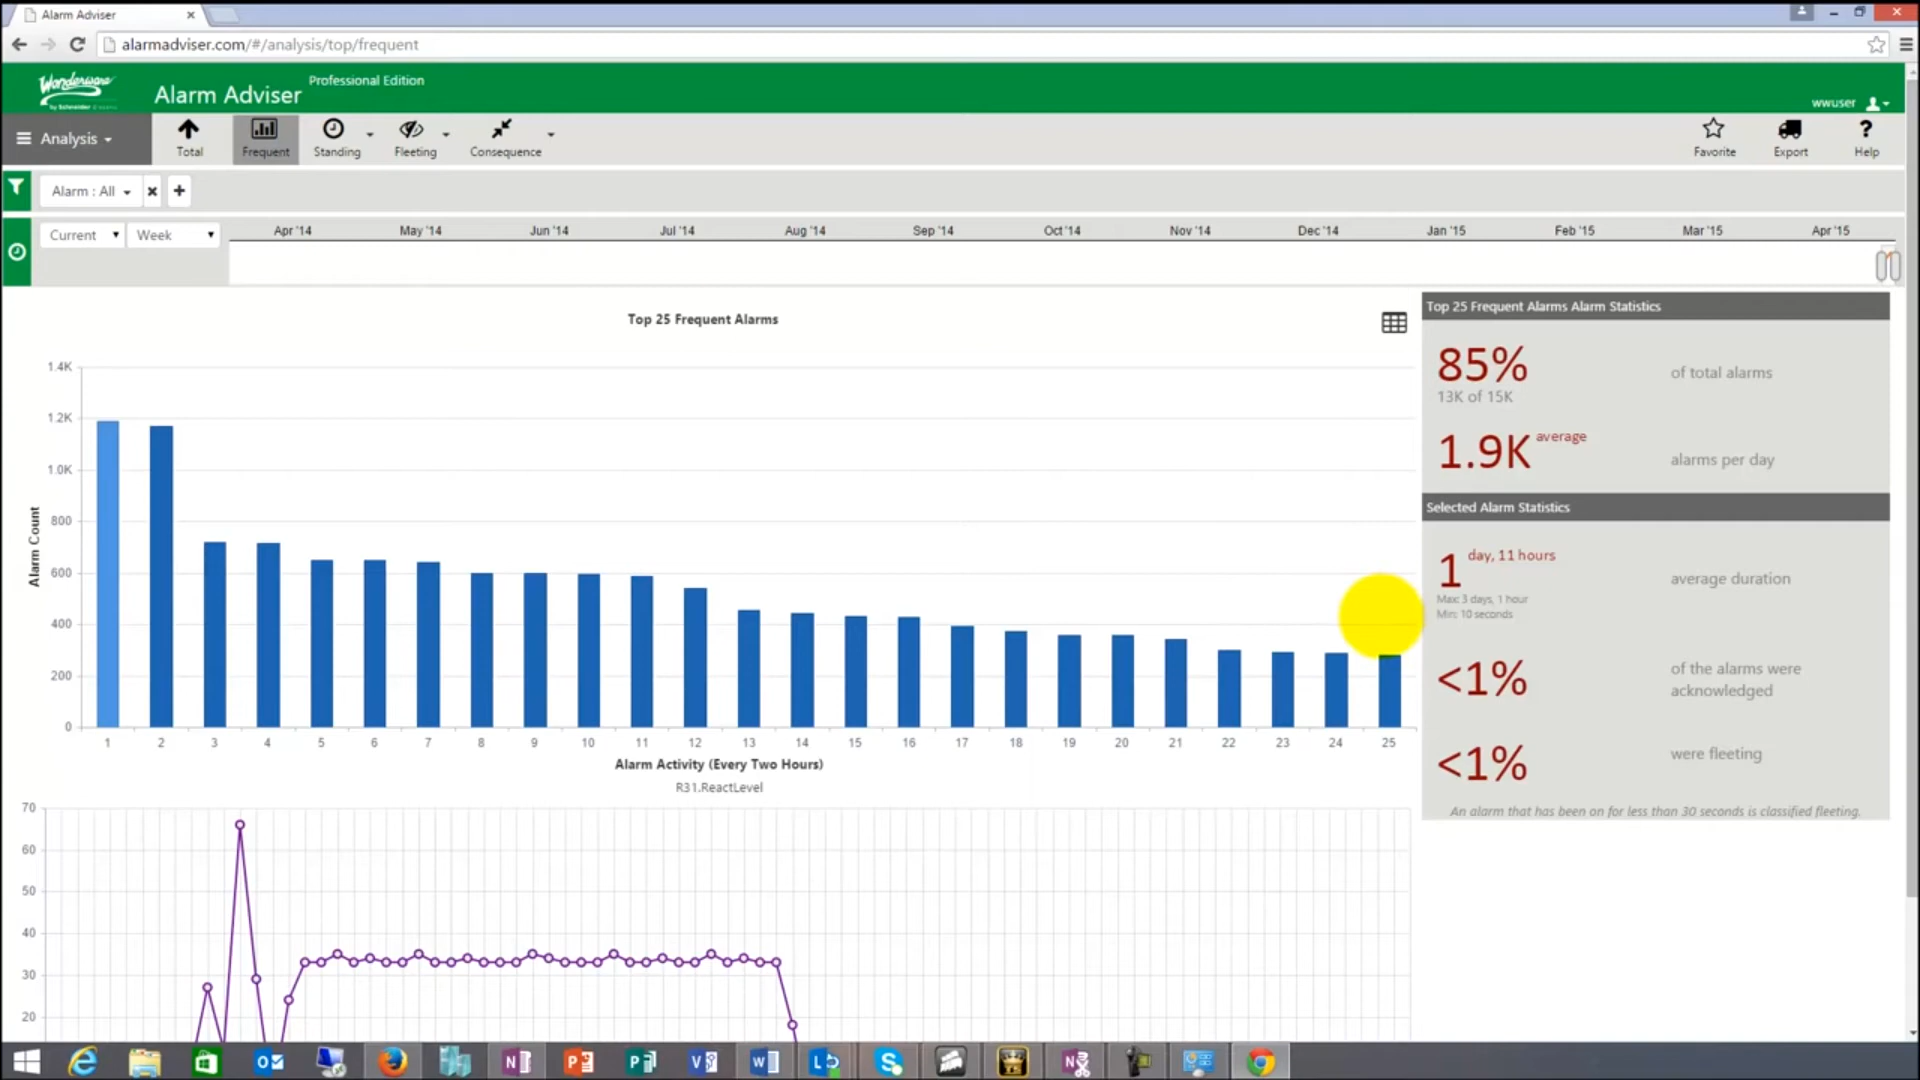 Alarm Adviser
alarmadviser.com/#/analysis/top/frequent
Wonderware
Alarm Adviser
Professional Edition
wwuser
Analysis
Total
Frequent
Standing
Fleeting
Consequence
Favorite
Export
Help
Alarm : All
Current
Week
Apr '14 May '14 Jun '14 Jul '14 Aug '14 Sep '14 Oct '14 Nov '14 Dec '14 Jan '15 Feb '15 Mar '15 Apr '15
Top 25 Frequent Alarms
1.4K
1.2K
1.0K
800
600
400
200
0
Alarm Count
1 2 3 4 5 6 7 8 9 10 11 12 13 14 15 16 17 18 19 20 21 22 23 24 25
Alarm Activity (Every Two Hours)
R31.ReactLevel
70
60
50
40
30
20
Top 25 Frequent Alarms Alarm Statistics
85%
of total alarms
13K of 15K
1.9K average
alarms per day
Selected Alarm Statistics
1 day, 11 hours
average duration
Max: 3 days, 1 hour
Min: 10 seconds
<1%
of the alarms were
acknowledged
<1%
were fleeting
An alarm that has been on for less than 30 seconds is classified fleeting.